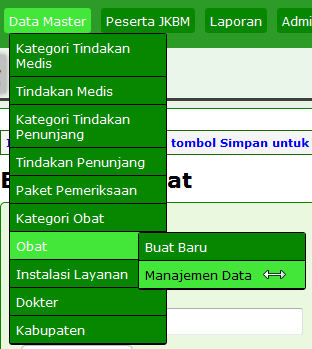 Data Master Peserta JKBM Laporan Admi
Kategori Tindakan
Medis
Tindakan Medis
Kategori Tindakan
Penunjang
tombol Simpan untuk
Tindakan Penunjang
at
Paket Pemeriksaan
Kategori Obat
Obat
Buat Baru
Instalasi Layanan
Manajemen Data
Dokter
Kabupaten